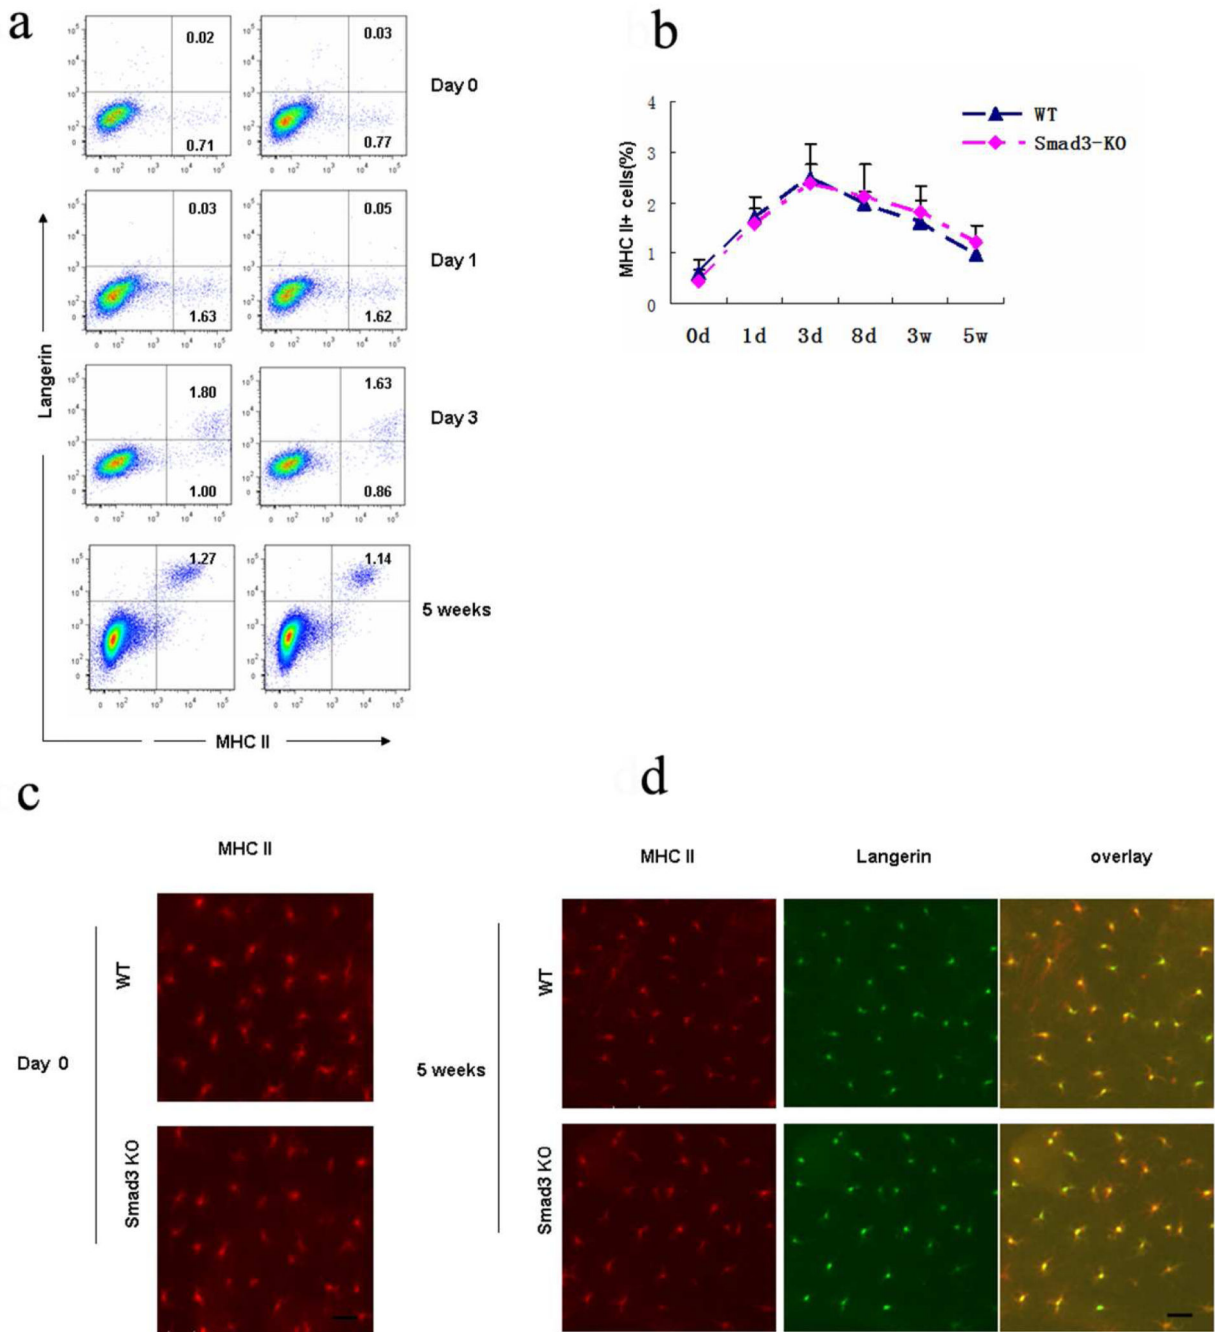 a
0.02
0.03
Day 0
0.71
0.77
0.03
0.05
Day 1
1.63
1.62
Langerin
1.80
1.63
Day 3
1.00
0.86
1.27
1.14
5 weeks
MHC II
b
MHC II+ cells(%)
4
3
2
1
0
0d 1d 3d 8d 3w 5w
WT
Smad3-KO
c
MHC II
Day 0
WT
Smad3 KO
d
MHC II Langerin overlay
5 weeks
WT
Smad3 KO